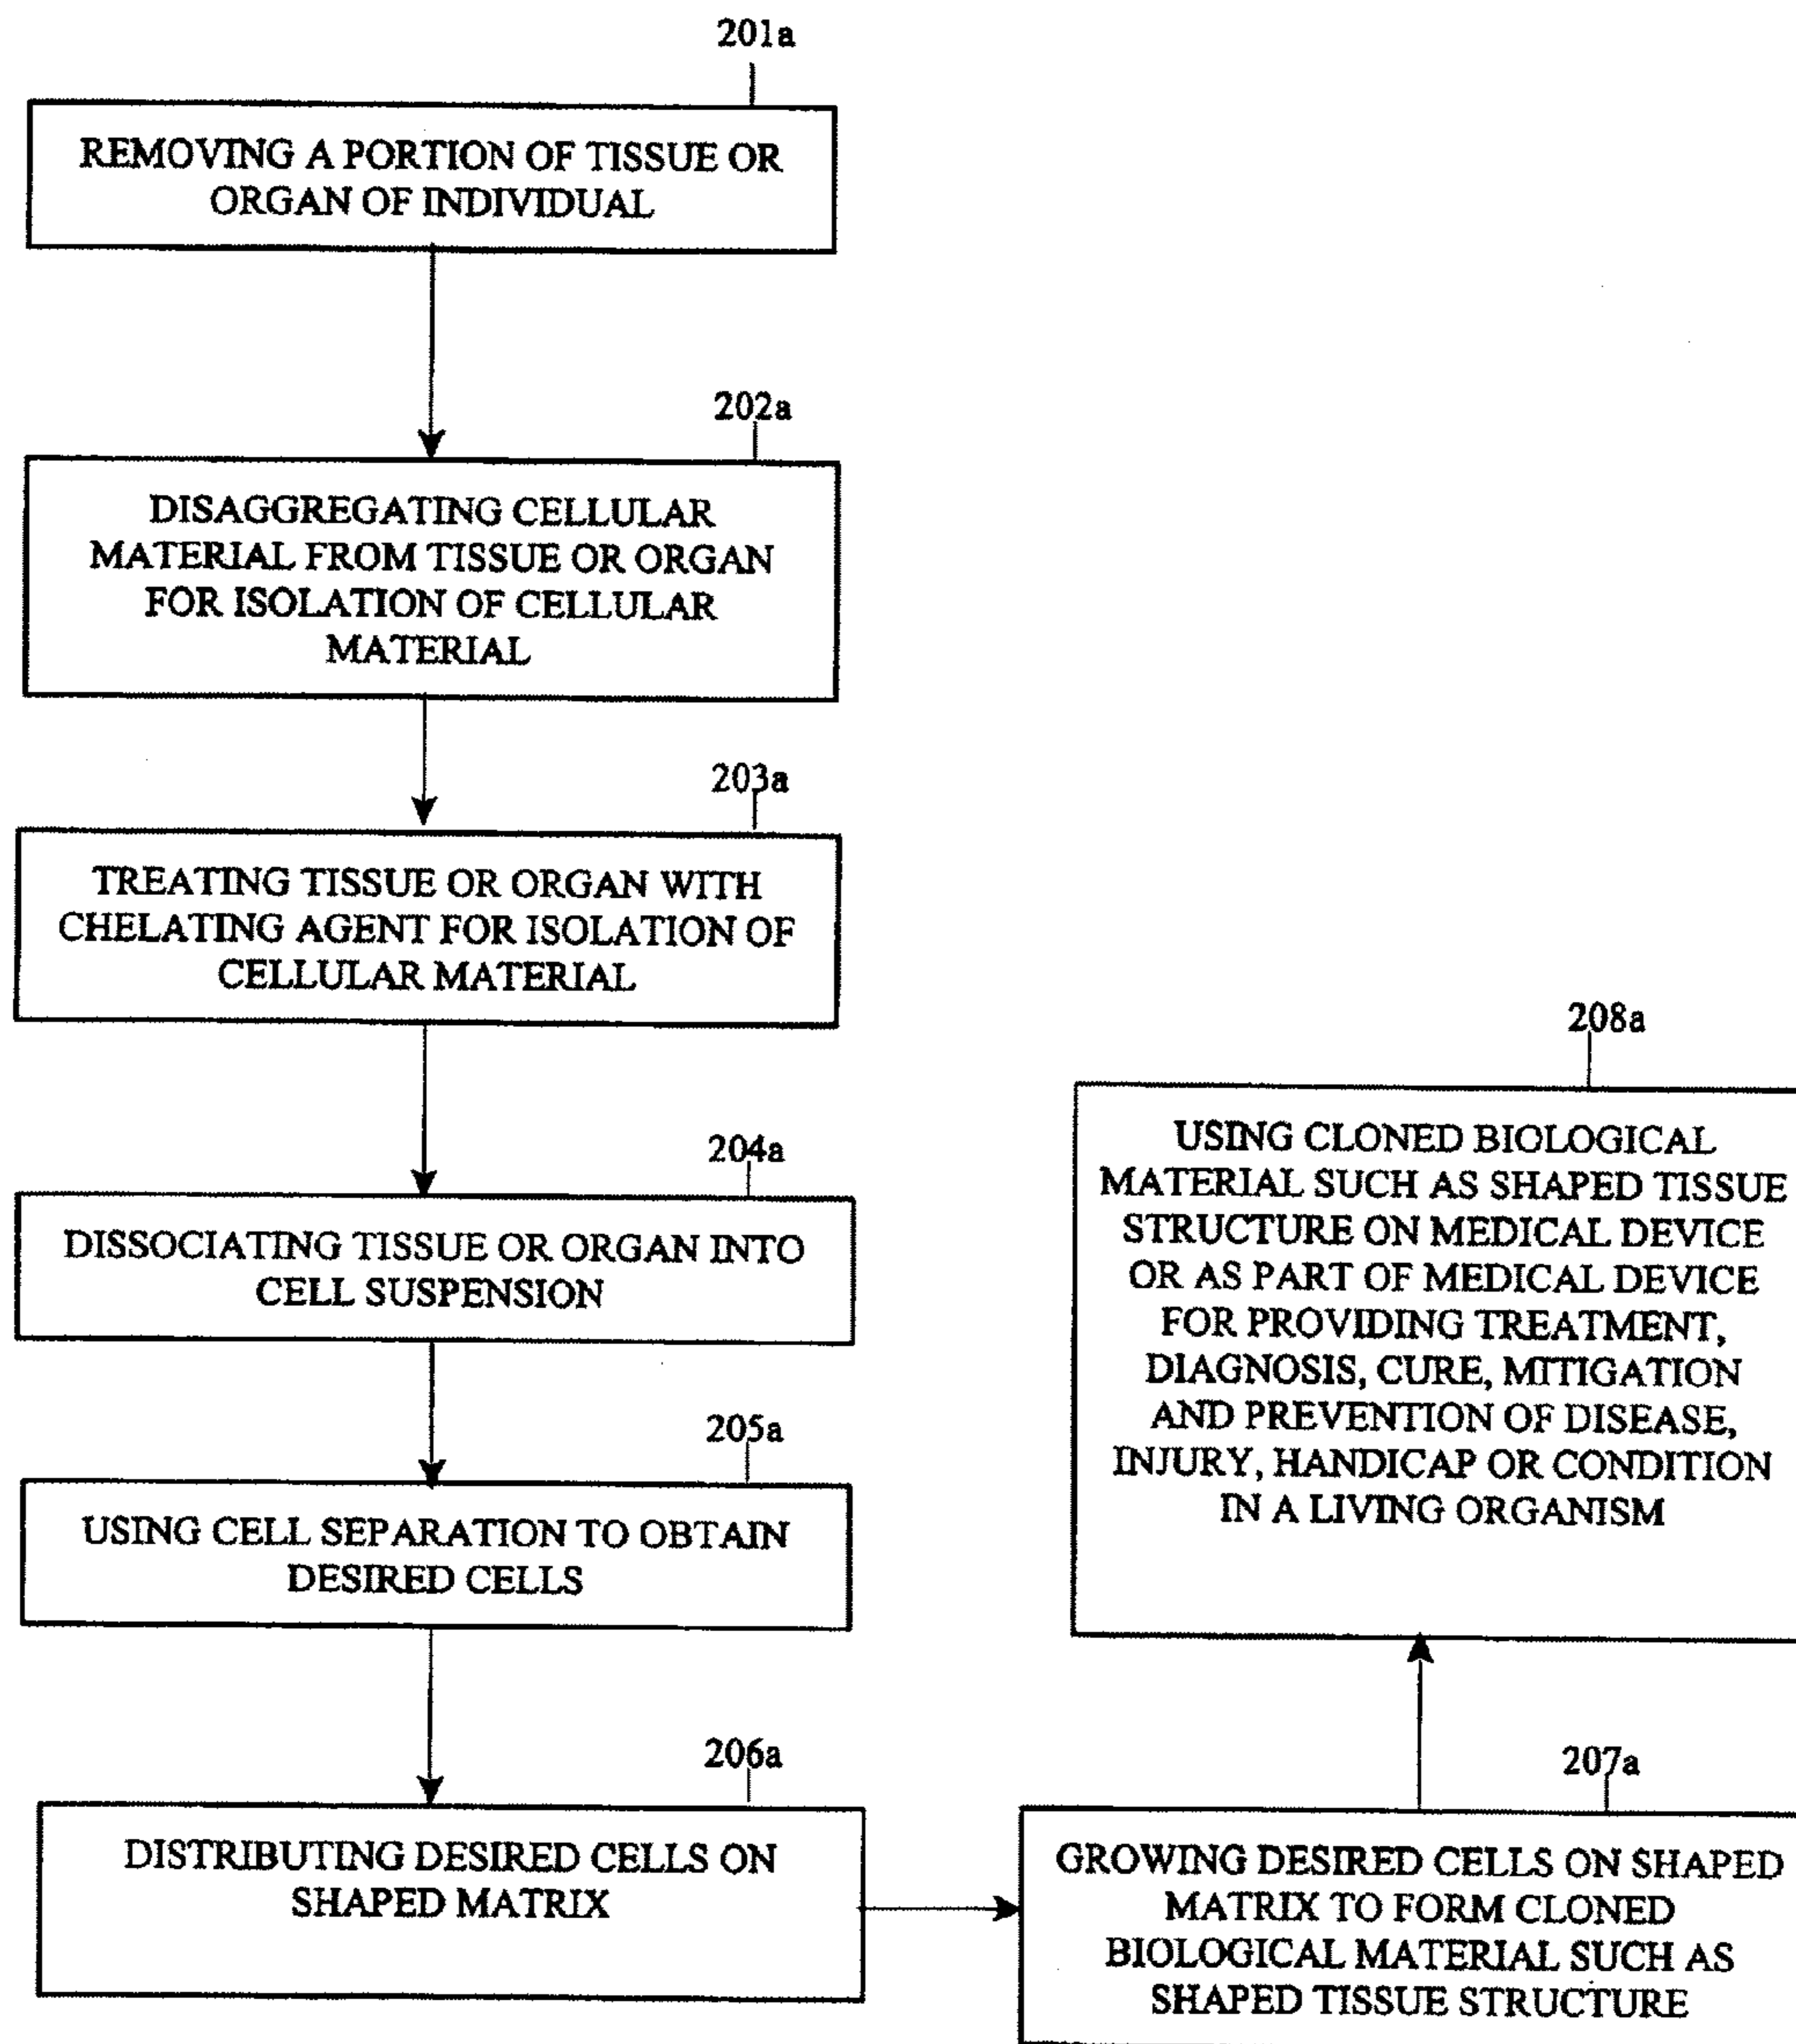 201a
REMOVING A PORTION OF TISSUE OR
ORGAN OF INDIVIDUAL
202a
DISAGGREGATING CELLULAR
MATERIAL FROM TISSUE OR ORGAN
FOR ISOLATION OF CELLULAR
MATERIAL
203a
TREATING TISSUE OR ORGAN WITH
CHELATING AGENT FOR ISOLATION OF
CELLULAR MATERIAL
204a
DISSOCIATING TISSUE OR ORGAN INTO
CELL SUSPENSION
205a
USING CELL SEPARATION TO OBTAIN
DESIRED CELLS
206a
DISTRIBUTING DESIRED CELLS ON
SHAPED MATRIX
207a
GROWING DESIRED CELLS ON SHAPED
MATRIX TO FORM CLONED
BIOLOGICAL MATERIAL SUCH AS
SHAPED TISSUE STRUCTURE
208a
USING CLONED BIOLOGICAL
MATERIAL SUCH AS SHAPED TISSUE
STRUCTURE ON MEDICAL DEVICE
OR AS PART OF MEDICAL DEVICE
FOR PROVIDING TREATMENT,
DIAGNOSIS, CURE, MITIGATION
AND PREVENTION OF DISEASE,
INJURY, HANDICAP OR CONDITION
IN A LIVING ORGANISM